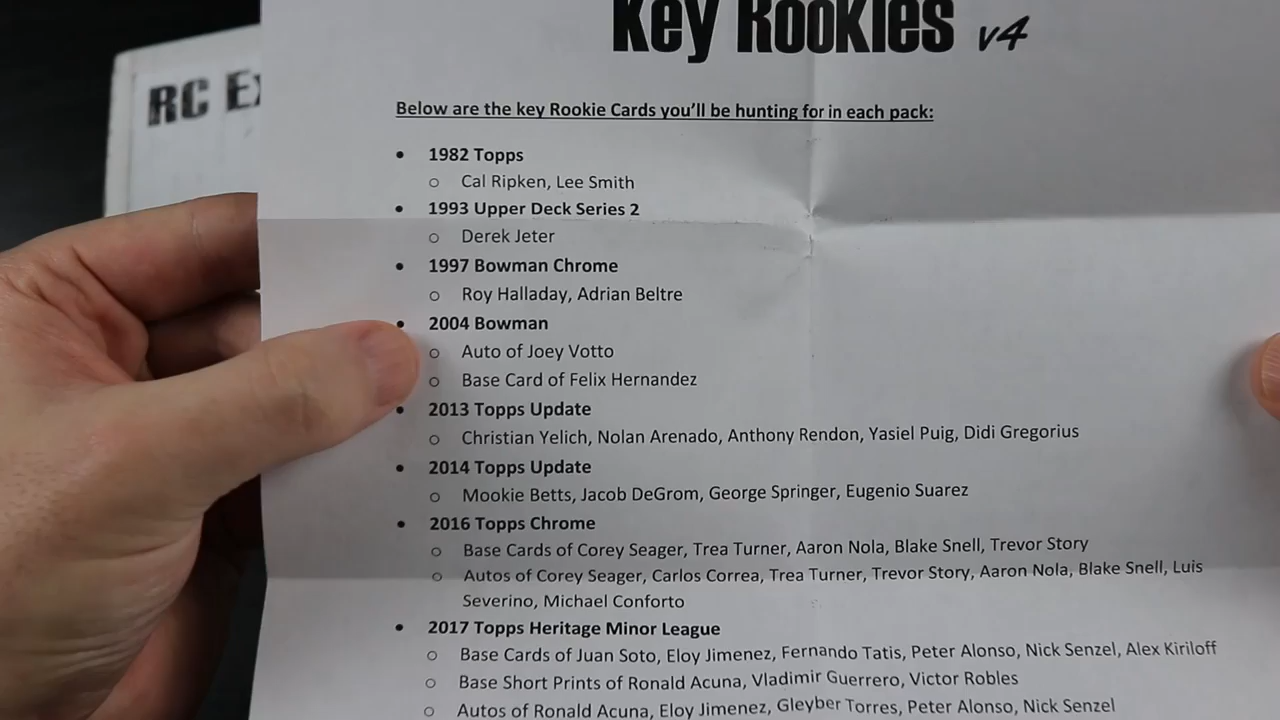 Key Rookies v4
RC
Below are the key Rookie Cards you'll be hunting for in each pack:
• 1982 Topps
o Cal Ripken, Lee Smith
• 1993 Upper Deck Series 2
o Derek Jeter
• 1997 Bowman Chrome
o Roy Halladay, Adrian Beltre
• 2004 Bowman
o Auto of Joey Votto
o Base Card of Felix Hernandez
• 2013 Topps Update
o Christian Yelich, Nolan Arenado, Anthony Rendon, Yasiel Puig, Didi Gregorius
• 2014 Topps Update
o Mookie Betts, Jacob DeGrom, George Springer, Eugenio Suarez
• 2016 Topps Chrome
o Base Cards of Corey Seager, Trea Turner, Aaron Nola, Blake Snell, Trevor Story
o Autos of Corey Seager, Carlos Correa, Trea Turner, Trevor Story, Aaron Nola, Blake Snell, Luis
Severino, Michael Conforto
• 2017 Topps Heritage Minor League
o Base Cards of Juan Soto, Eloy Jimenez, Fernando Tatis, Peter Alonso, Nick Senzel, Alex Kiriloff
o Base Short Prints of Ronald Acuna, Vladimir Guerrero, Victor Robles
o Autos of Ronald Acuna, Eloy Jimenez, Gleyber Torres, Peter Alonso, Nick Senzel